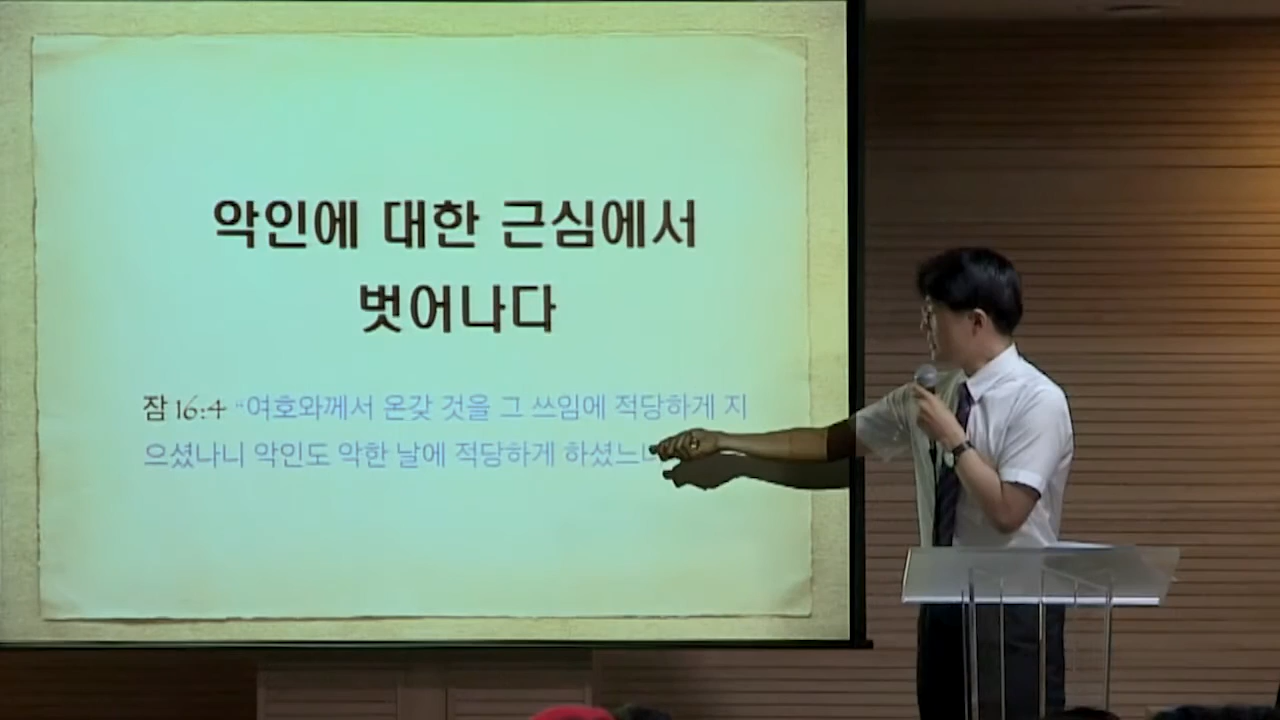 악인에 대한 근심에서
벗어나다
잠 16:4 “여호와께서 온갖 것을 그 쓰임에 적당하게 지
으셨나니 악인도 악한 날에 적당하게 하셨느니